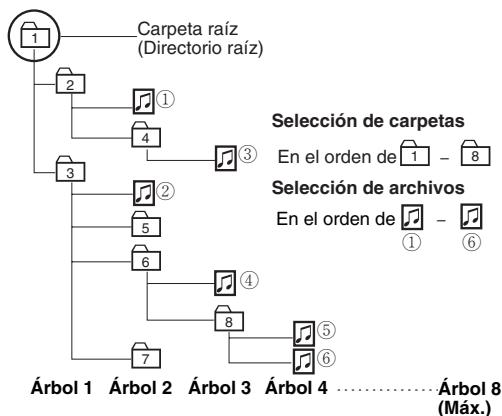 1 Carpeta raíz
(Directorio raíz)
2
①
4
③
3
②
5
6
④
8
⑤
⑥
7
Selección de carpetas
En el orden de 1 – 8
Selección de archivos
En el orden de –
① ⑥
Árbol 1 Árbol 2 Árbol 3 Árbol 4 ............ Árbol 8
(Máx.)